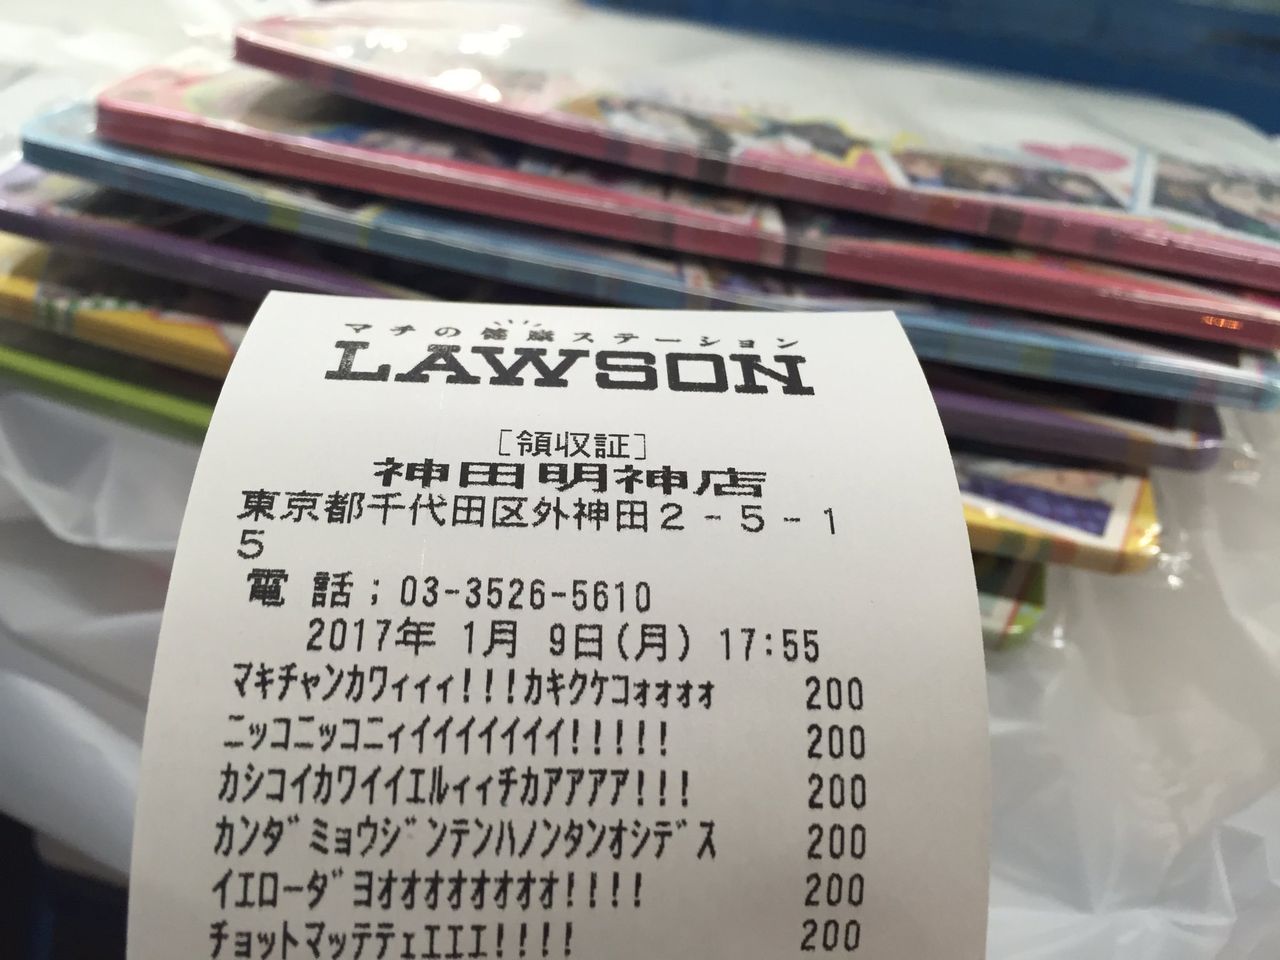 マチの健康ステーション
LAWSON
［領収証］
神田明神店
東京都千代田区外神田２－５－１
５
電 話；03-3526-5610
2017年 1月 9日(月) 17:55
ﾏｷﾁｬﾝｶﾜｨｨｨ!!!ｶｷｸｹｺｫｫｫｫ 200
ﾆｯｺﾆｯｺﾆｨｲｲｲｲｲｲｲ!!!!! 200
ｶｼｺｲｶﾜｲｲｴﾙｨｨﾁｶｱｱｱｱ!!! 200
ｶﾝﾀﾞﾐｮｳｼﾞﾝﾃﾝﾊﾉﾝﾀﾝｵｼﾃﾞｽ 200
ｲｴﾛｰﾀﾞﾖｵｵｵｵｵｵｵｵ!!!! 200
ﾁｮｯﾄﾏｯﾃﾃｪｴｴｴ!!!! 200